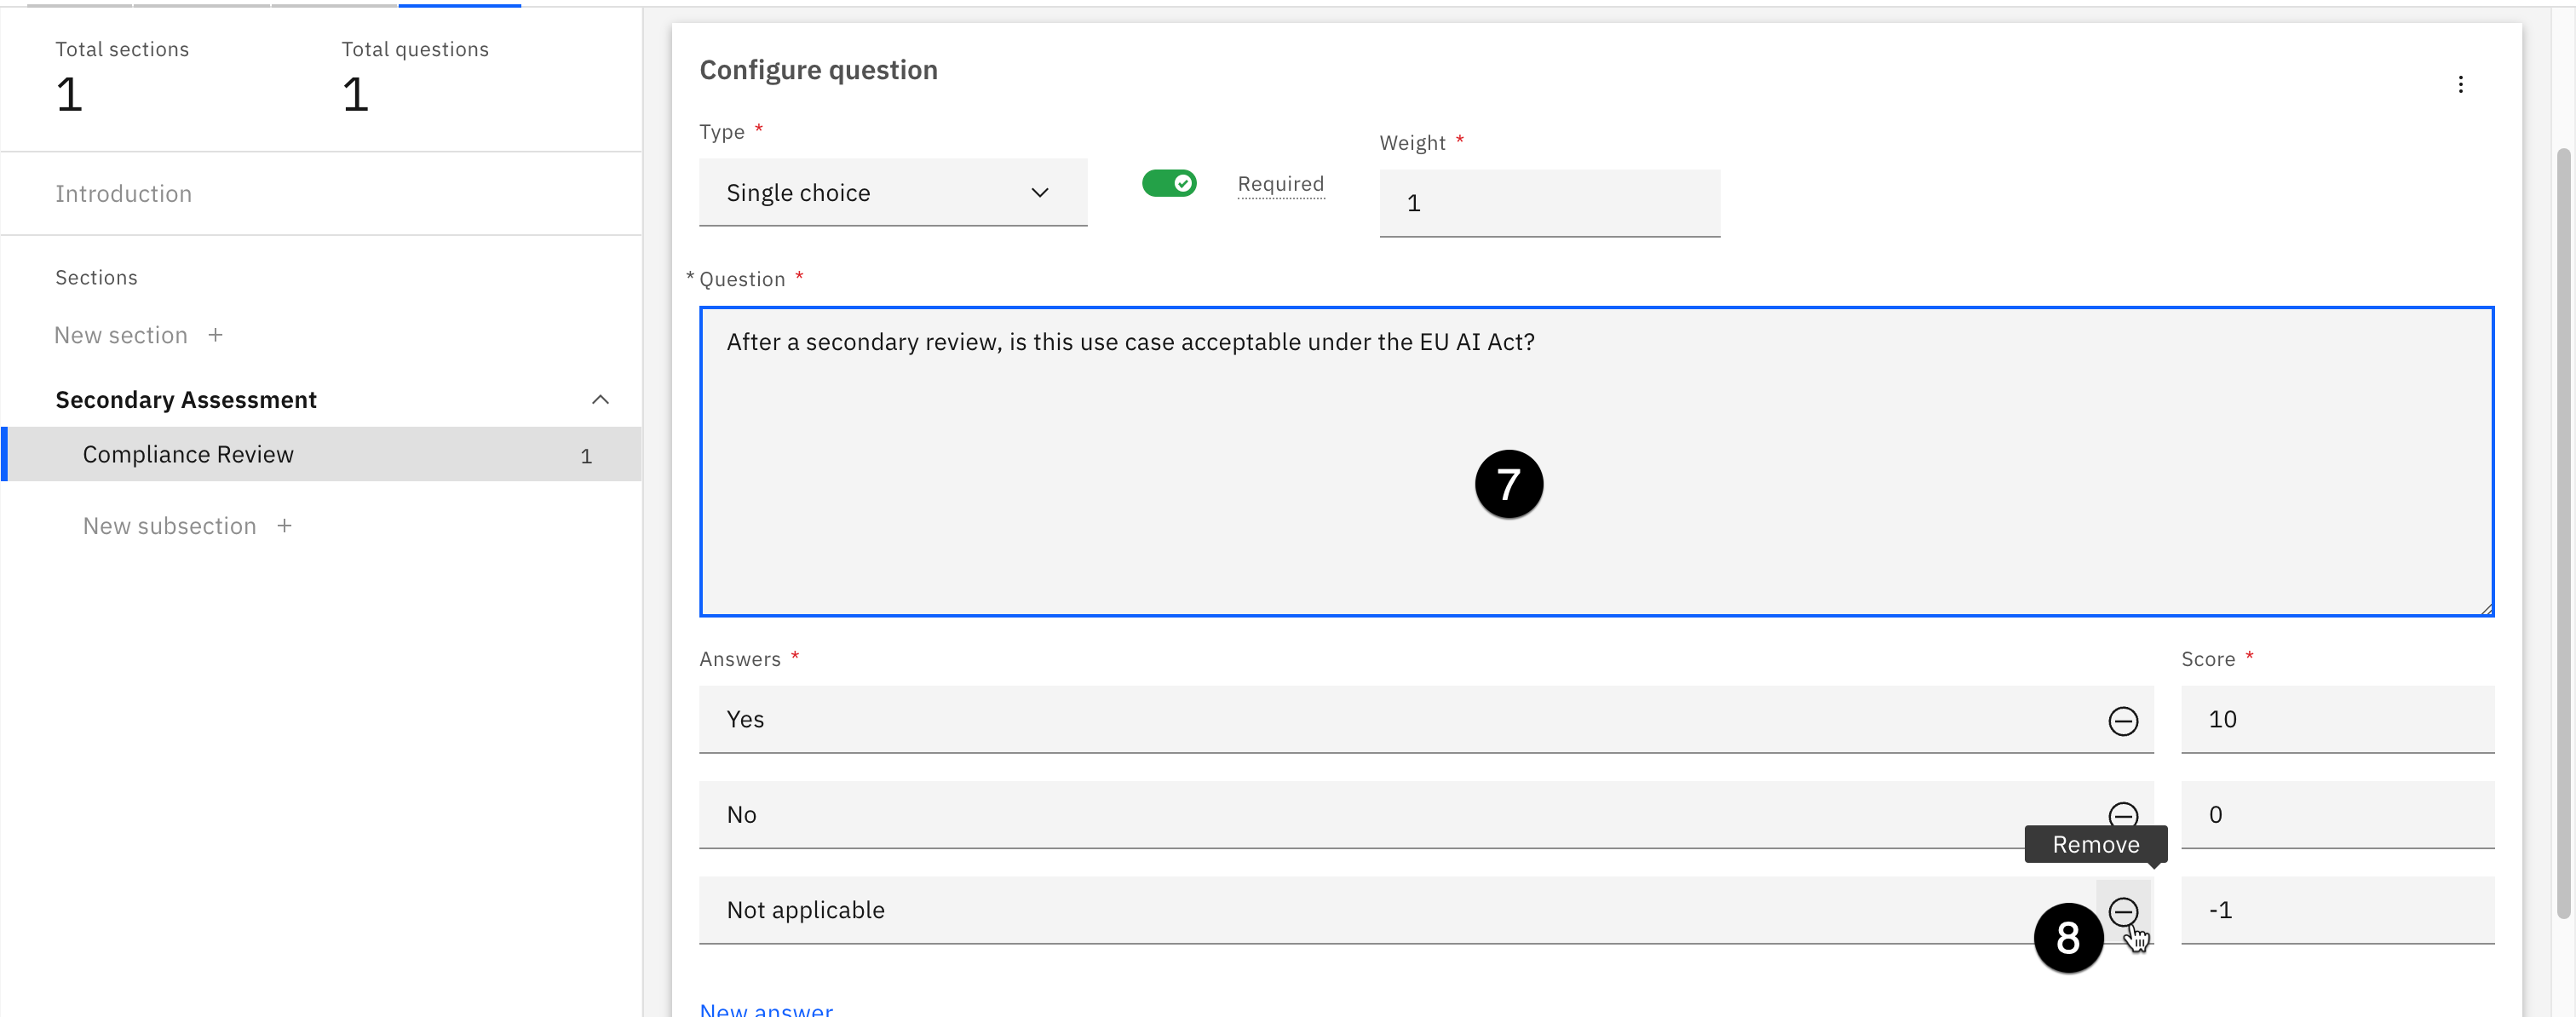 Total sections
1
Total questions
1
Introduction
Sections
New section +
Secondary Assessment
Compliance Review 1
New subsection +
Configure question
Type *
Single choice
Required
Weight *
1
* Question *
After a secondary review, is this use case acceptable under the EU AI Act?
7
Answers * Score *
Yes 10
No 0
Remove
Not applicable -1
8
New answer